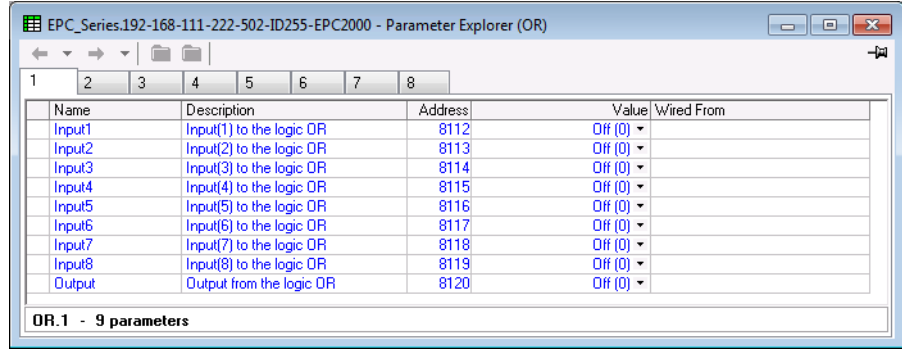 EPC_Series.192-168-111-222-502-ID255-EPC2000 - Parameter Explorer (OR)
1 2 3 4 5 6 7 8
Name Description Address Value Wired From
Input1 Input(1) to the logic OR 8112 Off (0)
Input2 Input(2) to the logic OR 8113 Off (0)
Input3 Input(3) to the logic OR 8114 Off (0)
Input4 Input(4) to the logic OR 8115 Off (0)
Input5 Input(5) to the logic OR 8116 Off (0)
Input6 Input(6) to the logic OR 8117 Off (0)
Input7 Input(7) to the logic OR 8118 Off (0)
Input8 Input(8) to the logic OR 8119 Off (0)
Output Output from the logic OR 8120 Off (0)
OR.1 - 9 parameters